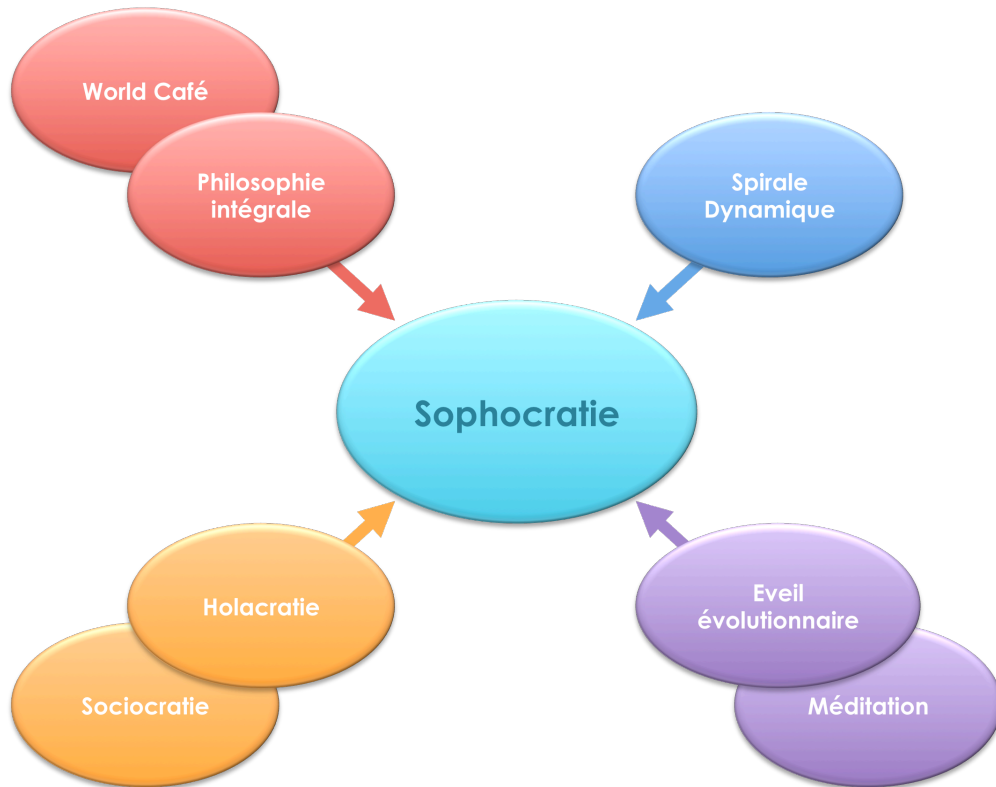 World Café
Philosophie
intégrale
Spirale
Dynamique
Sophocratie
Holacratie
Sociocratie
Eveil
évolutionnaire
Méditation